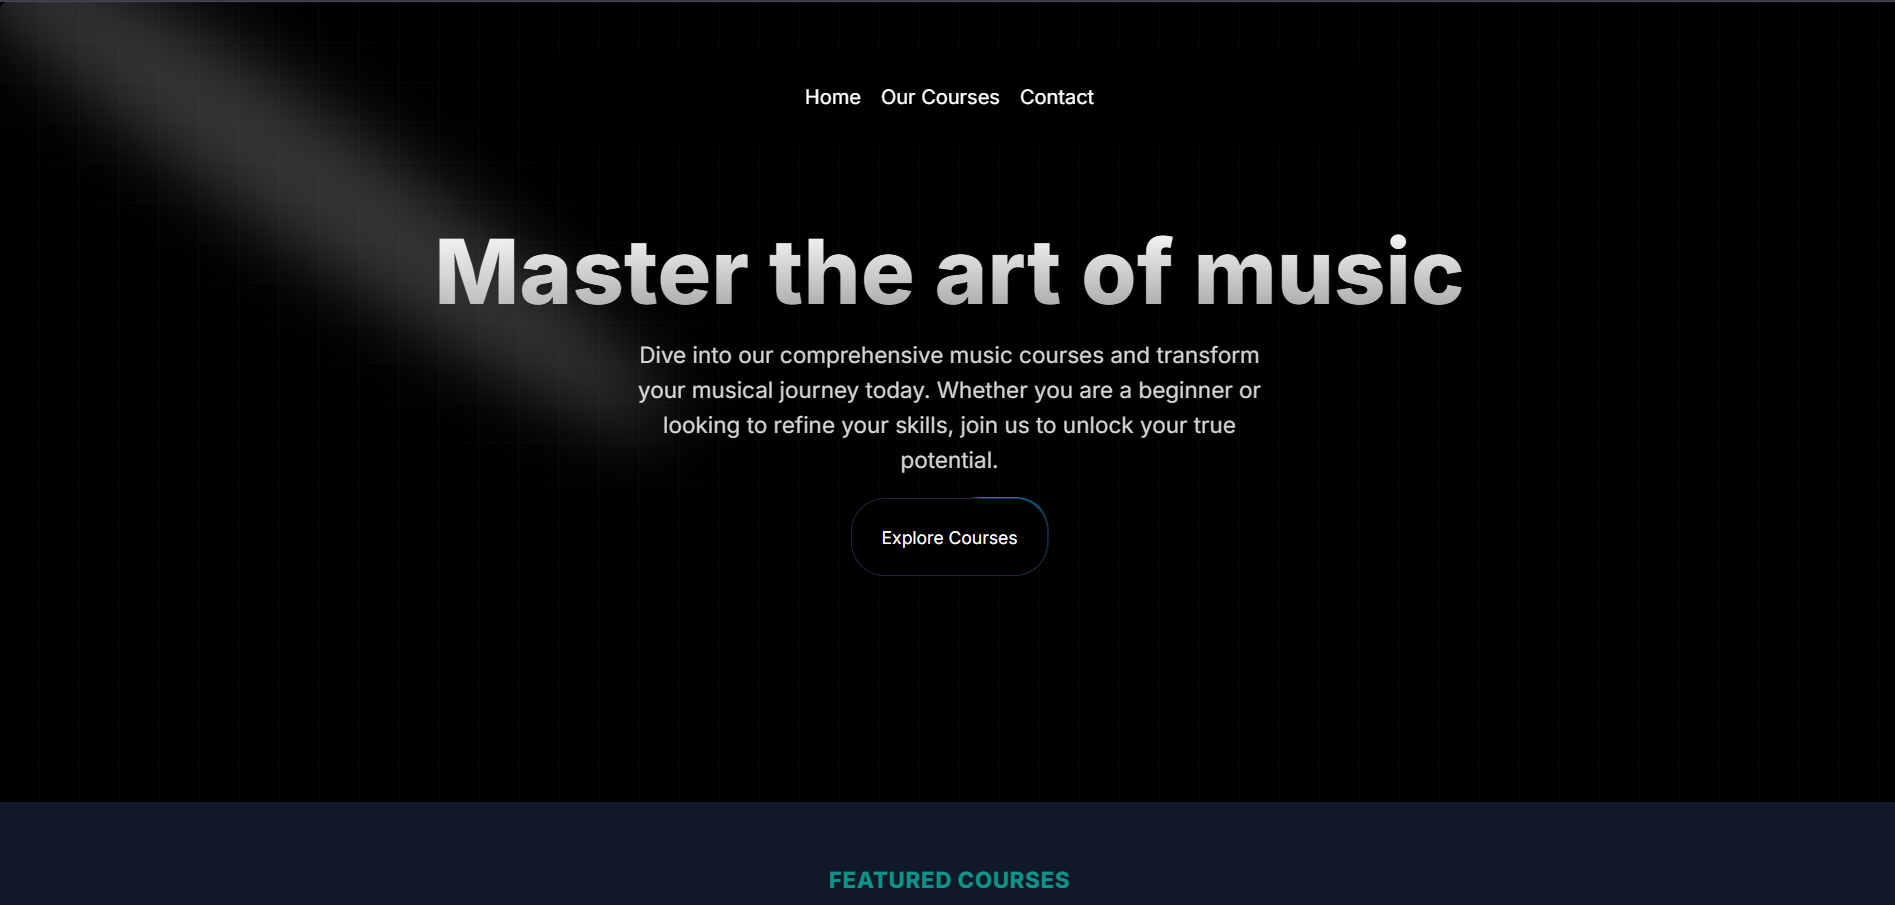 Home Our Courses Contact
Master the art of music
Dive into our comprehensive music courses and transform
your musical journey today. Whether you are a beginner or
looking to refine your skills, join us to unlock your true
potential.
Explore Courses
FEATURED COURSES